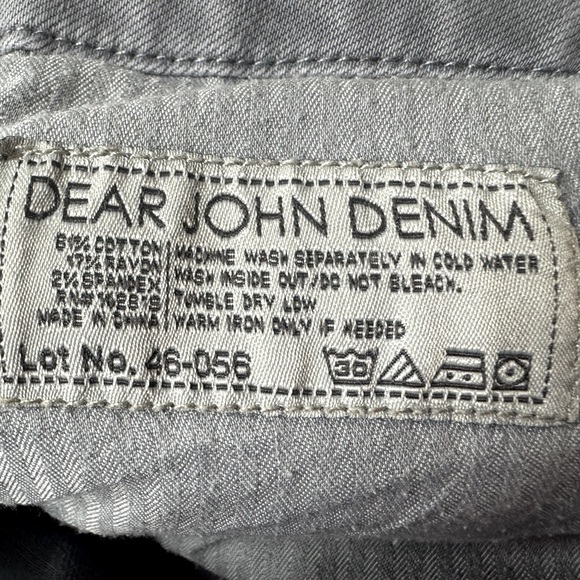 DEAR JOHN DENIM
81% COTTON
17% RAYON
2% SPANDEX
MADE IN CHINA
MACHINE WASH SEPARATELY IN COLD WATER
WASH INSIDE OUT/DO NOT BLEACH.
TUMBLE DRY LOW
WARM IRON ONLY IF NEEDED
Lot No. 46-056
30